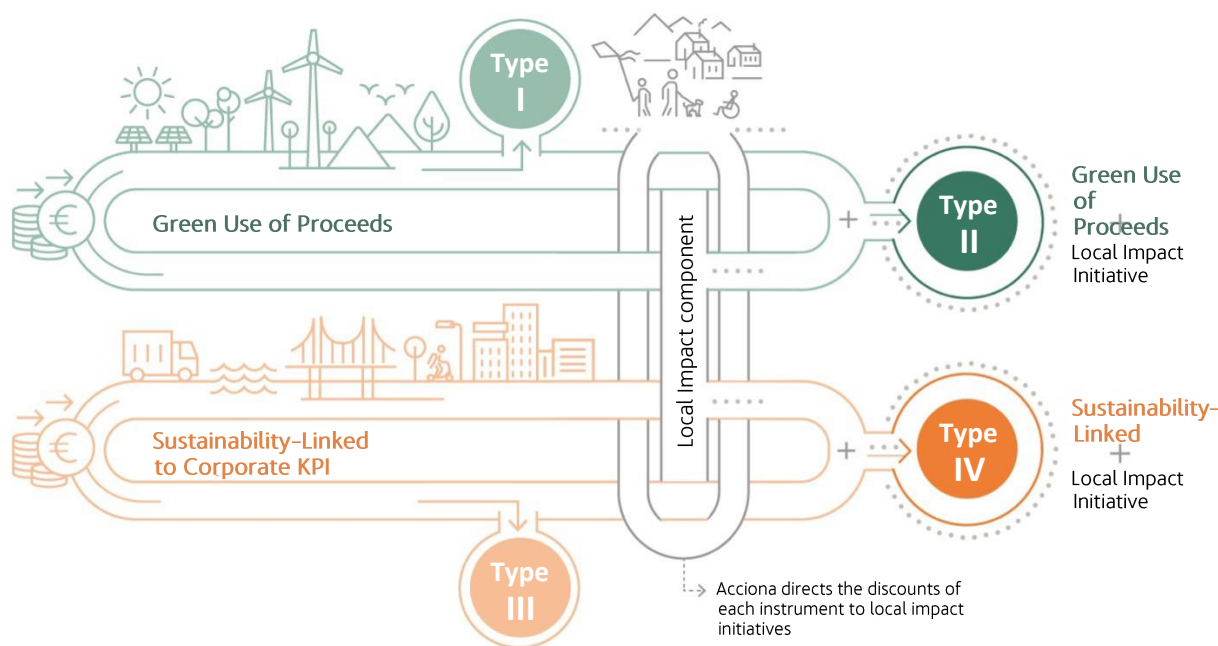 Type
I
Green Use of Proceeds
Type
II
Green Use
of
Proceeds
+
Local Impact
Initiative
+
Local Impact component
Sustainability-Linked
to Corporate KPI
+
Type
IV
Sustainability-
Linked
+
Local Impact
Initiative
Type
III
Acciona directs the discounts of
each instrument to local impact
initiatives